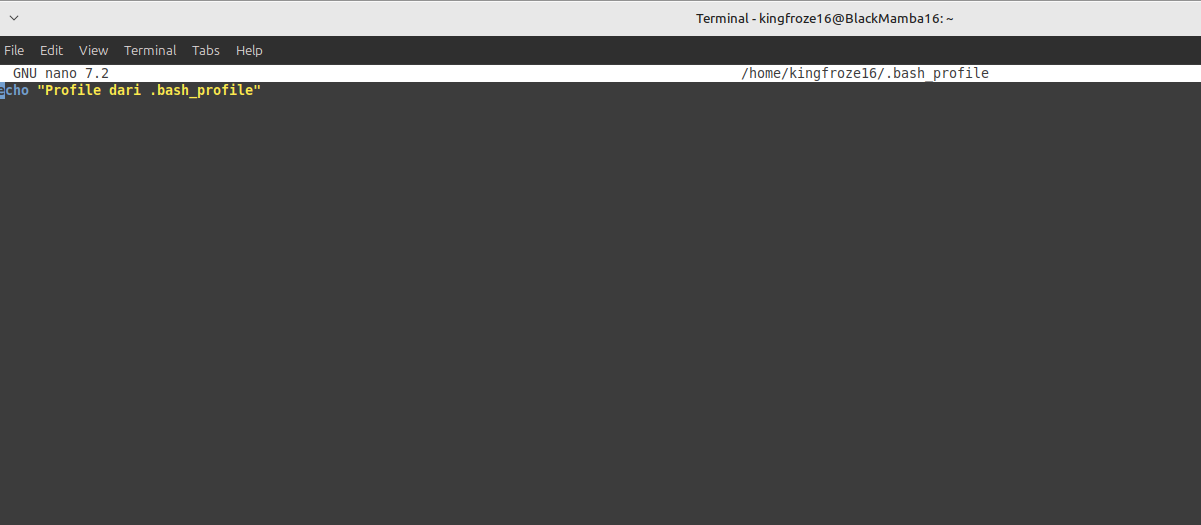 Terminal - kingfroze16@BlackMamba16: ~
File Edit View Terminal Tabs Help
GNU nano 7.2 /home/kingfroze16/.bash_profile
echo "Profile dari .bash_profile"